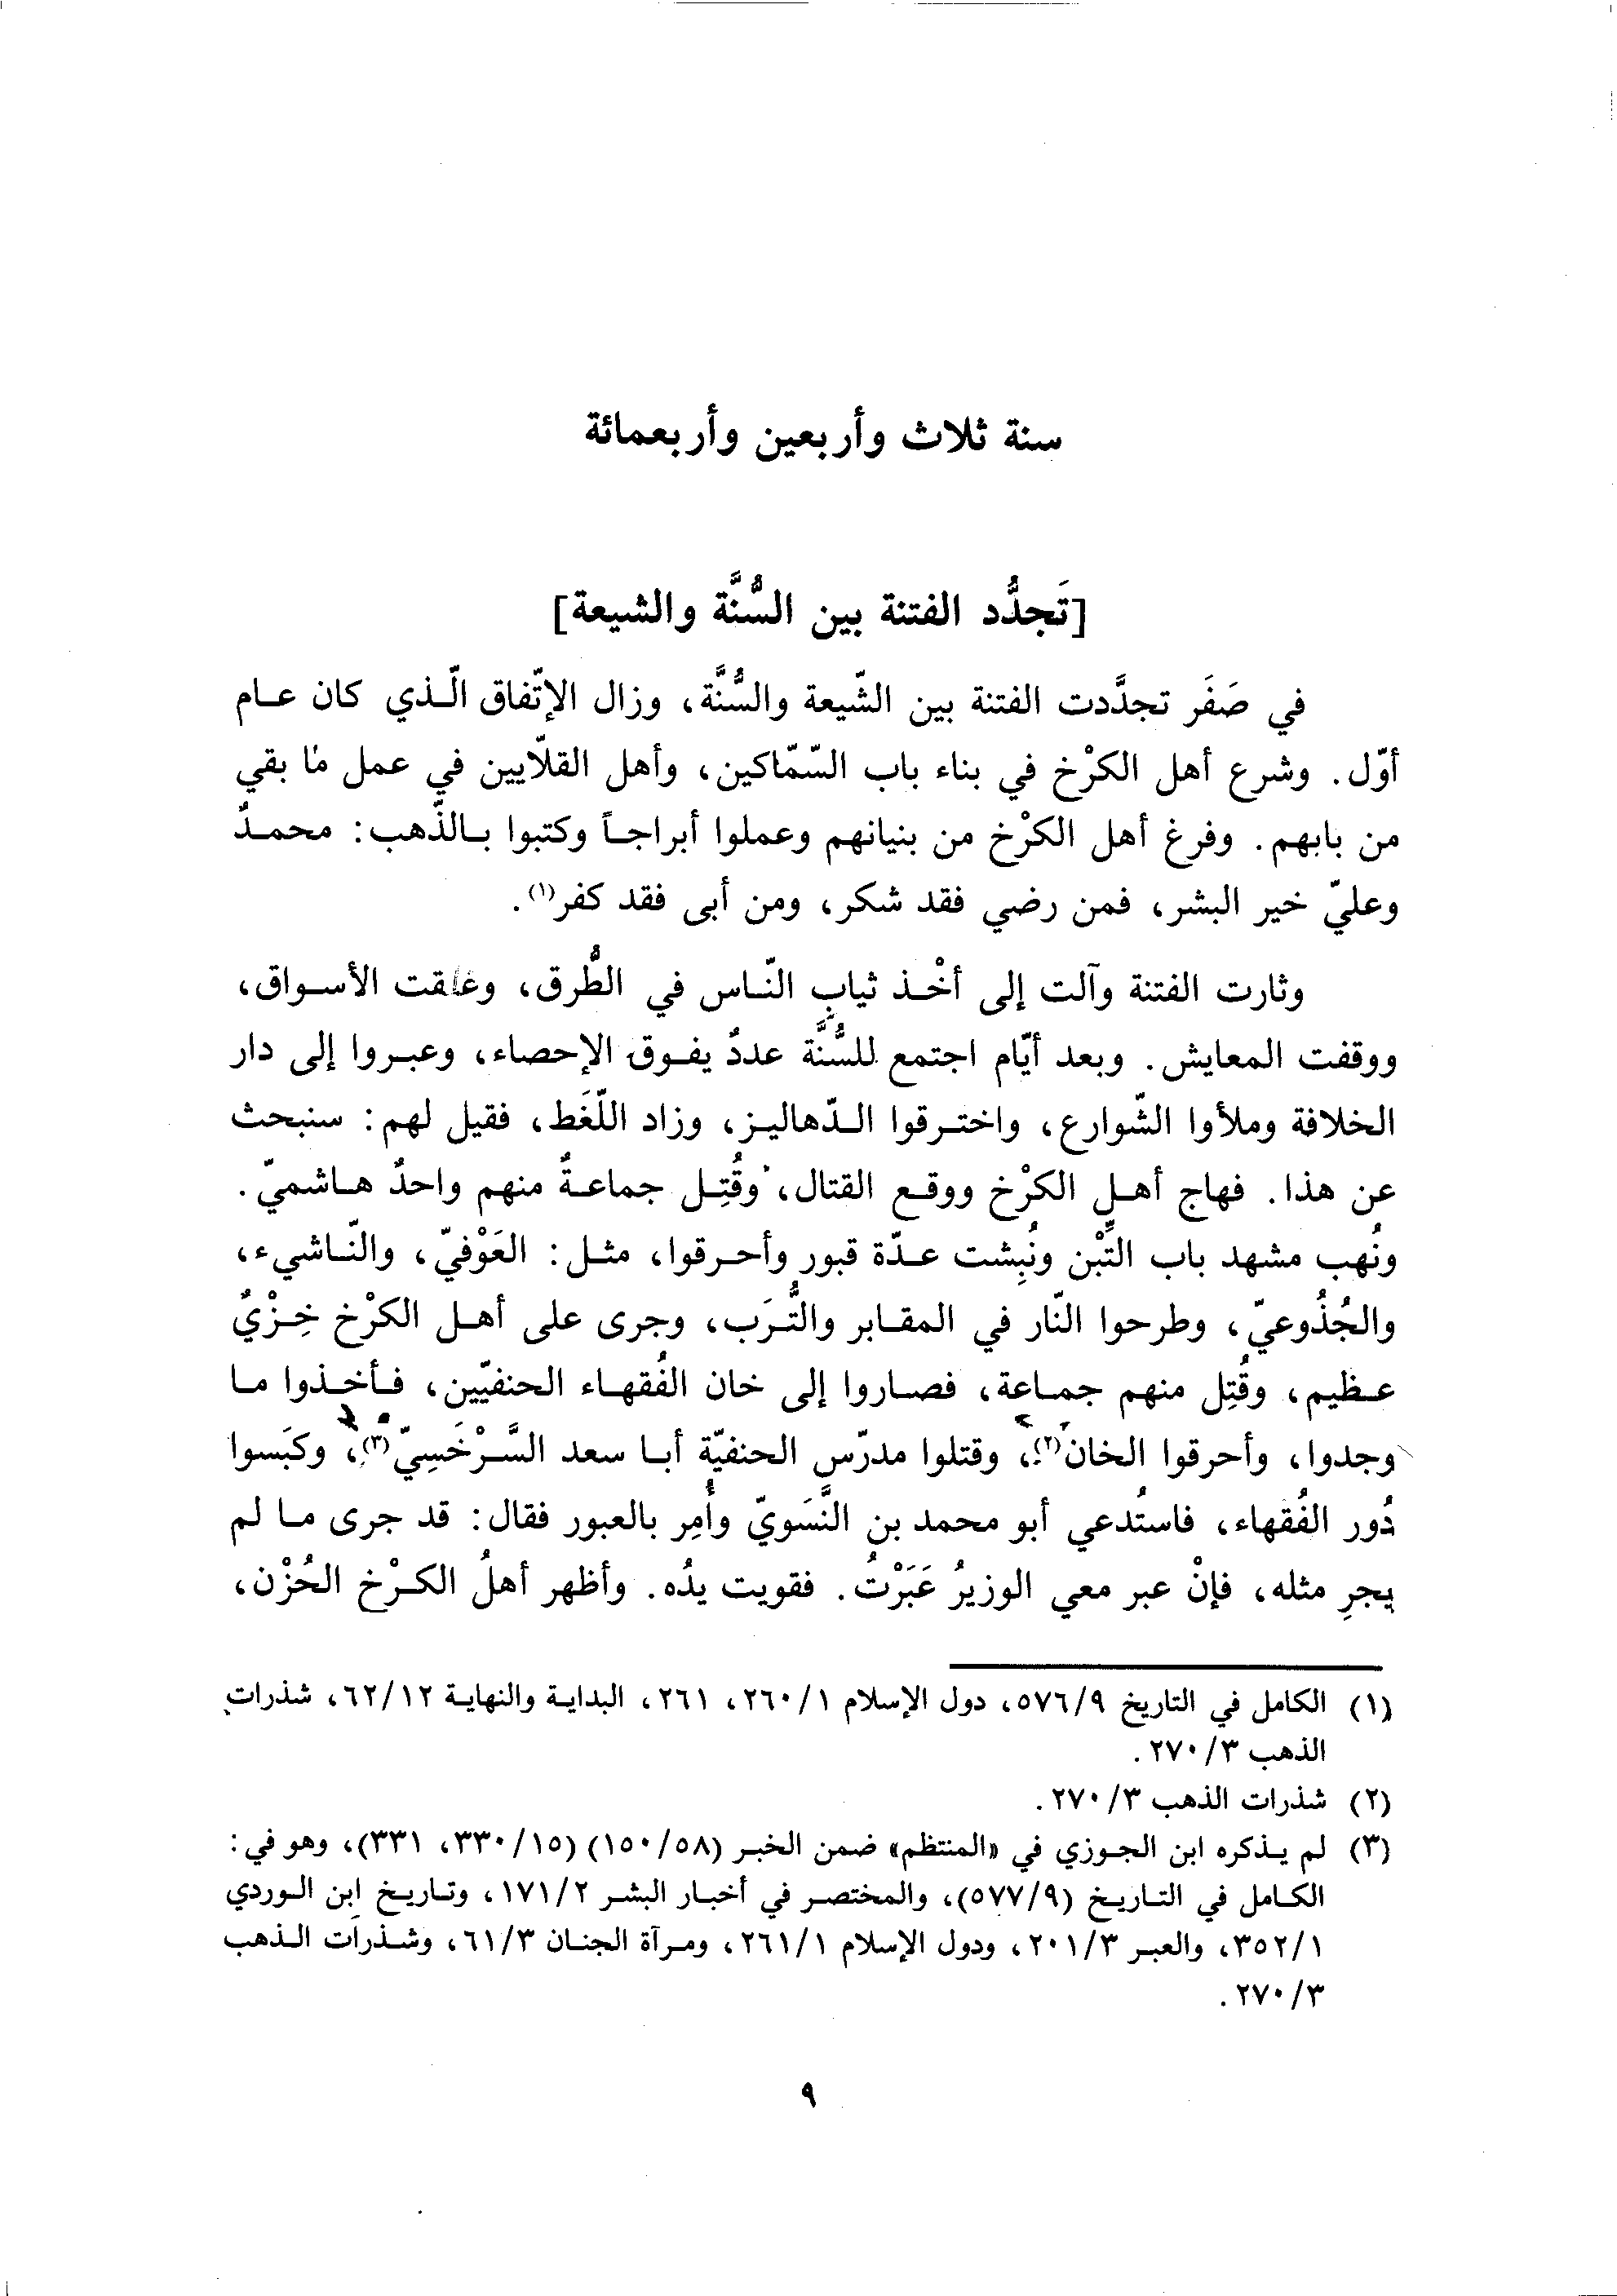 سنة ثلاث وأربعين وأربعمائة
[تَجدُّد الفتنة بين السُّنَّة والشيعة]
في صَفَر تجدَّدت الفتنة بين الشّيعة والسُّنَّة، وزال الإتّفاق الّذي كان عام
أوّل. وشرع أهل الكرْخ في بناء باب السّمّاكين، وأهل القلّايين في عمل ما بقي
من بابهم. وفرغ أهل الكرْخ من بنيانهم وعملوا أبراجاً وكتبوا بالذّهب: محمدٌ
وعليّ خير البشر، فمن رضي فقد شكر، ومن أبى فقد كفر(١).
وثارت الفتنة وآلت إلى أخْذ ثياب النّاس في الطُّرق، وغلقت الأسواق،
ووقفت المعايش. وبعد أيّام اجتمع للسُّنَّة عددٌ يفوق الإحصاء، وعبروا إلى دار
الخلافة وملأوا الشّوارع، واخترقوا الدّهاليز، وزاد اللّغَط، فقيل لهم: سنبحث
عن هذا. فهاج أهل الكرْخ ووقع القتال، وقُتِل جماعةٌ منهم واحدٌ هاشميّ.
ونُهب مشهد باب التِّبْن ونُبِشت عدّة قبور وأحرقوا، مثل: العَوْفيّ، والنّاشيء،
والجُذُوعيّ، وطرحوا النّار في المقابر والتُّرَب، وجرى على أهل الكرْخ خِزْيٌ
عظيم، وقُتِل منهم جماعة، فصاروا إلى خان الفُقهاء الحنفيّين، فأخذوا ما
وجدوا، وأحرقوا الخان(٢)، وقتلوا مدرّس الحنفيّة أبا سعد السَّرْخَسِيّ(٣)، وكبَسوا
دُور الفُقهاء، فاستُدعي أبو محمد بن النَّسَويّ وأُمِر بالعبور فقال: قد جرى ما لم
يجرِ مثله، فإنْ عبر معي الوزيرُ عَبَرْتُ. فقويت يدُه. وأظهر أهلُ الكرْخ الحُزْن،
(١) الكامل في التاريخ ٥٧٦/٩، دول الإسلام ٢٦٠/١، ٢٦١، البداية والنهاية ٦٢/١٢، شذرات
الذهب ٢٧٠/٣.
(٢) شذرات الذهب ٢٧٠/٣.
(٣) لم يذكره ابن الجوزي في «المنتظم» ضمن الخبر (١٥٠/٥٨) (٣٣٠/١٥، ٣٣١)، وهو في:
الكامل في التاريخ (٥٧٧/٩)، والمختصر في أخبار البشر ١٧١/٢، وتاريخ ابن الوردي
٣٥٢/١، والعبر ٢٠١/٣، ودول الإسلام ٢٦١/١، ومرآة الجنان ٦١/٣، وشذرات الذهب
٢٧٠/٣.
٩